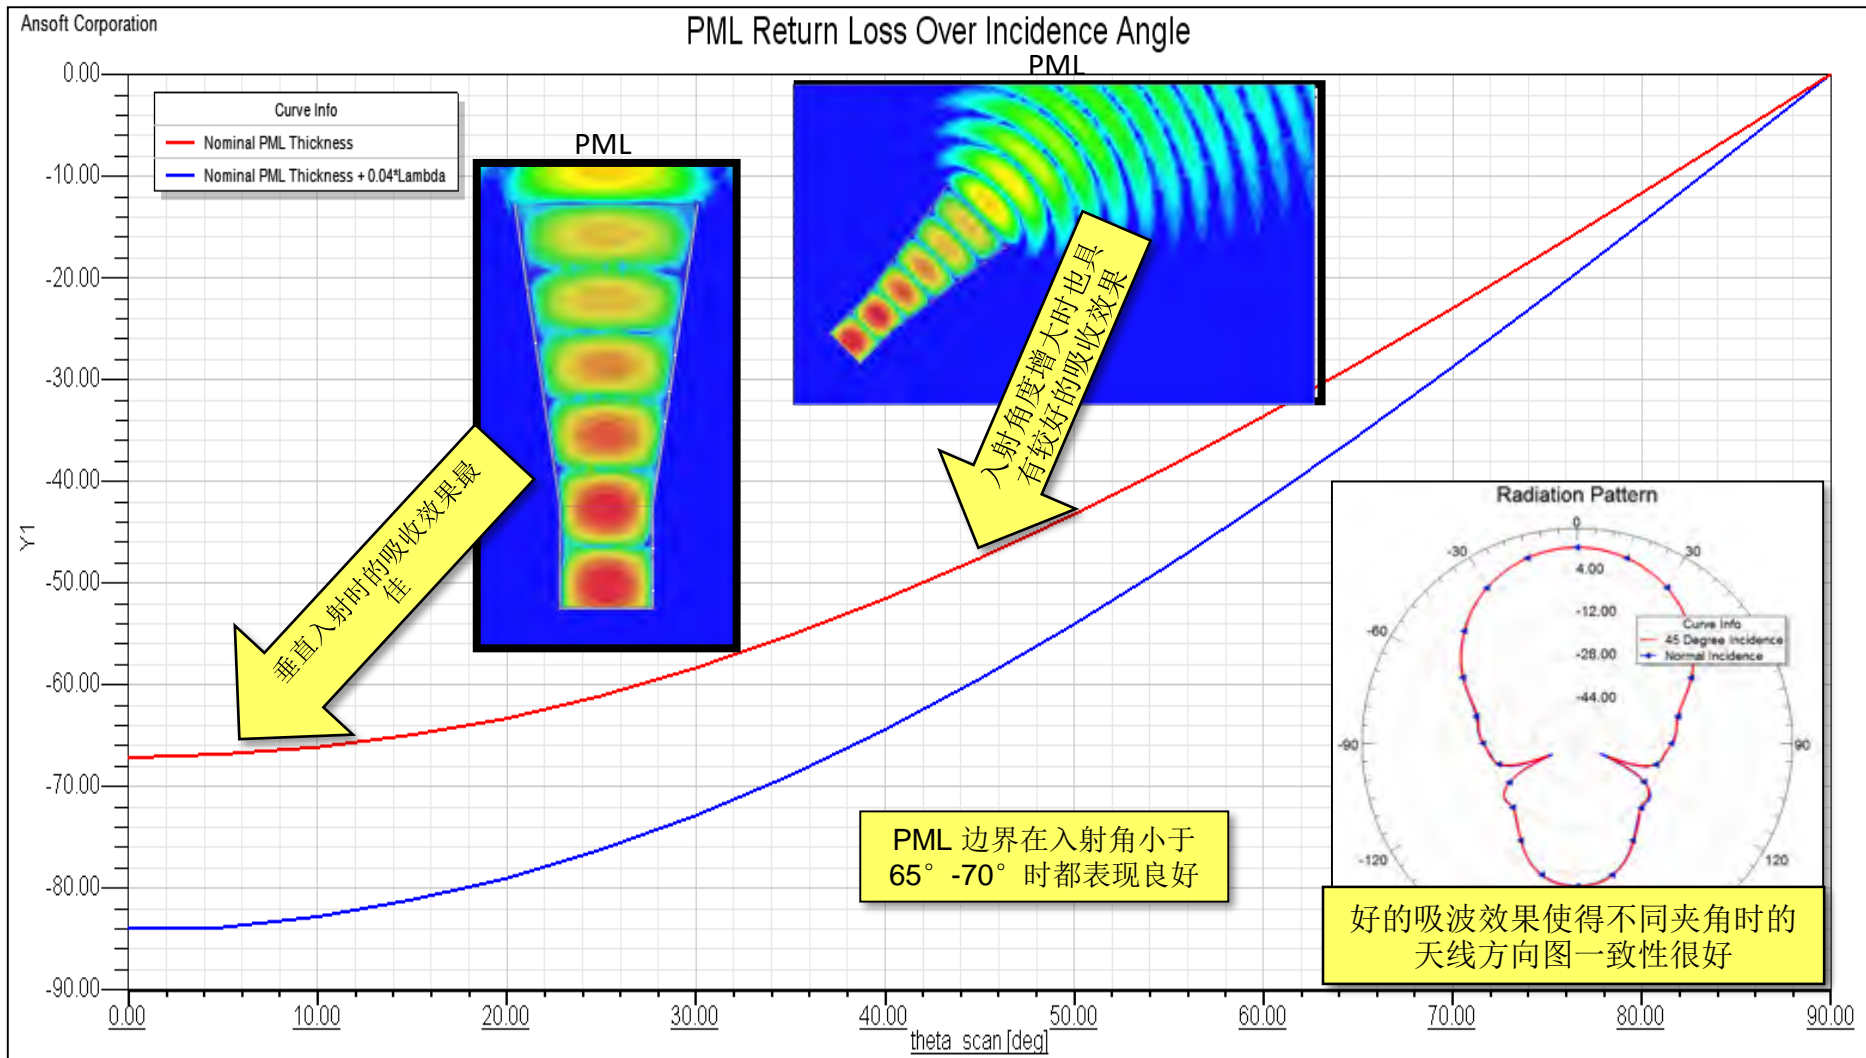 Ansoft Corporation
PML Return Loss Over Incidence Angle
PML
PML
Curve Info
Nominal PML Thickness
Nominal PML Thickness + 0.04*Lambda
0.00
-10.00
-20.00
-30.00
-40.00
-50.00
-60.00
-70.00
-80.00
-90.00
Y1
垂直入射时的吸收效果最
佳
入射角度增大时也具
有较好的吸收效果
PML 边界在入射角小于
65°-70°时都表现良好
Radiation Pattern
0
-30
30
4.00
-60
-12.00
Curve Info
45 Degree Incidence
Normal Incidence
-28.00
-44.00
-90
90
-120
120
好的吸波效果使得不同夹角时的
天线方向图一致性很好
0.00
10.00
20.00
30.00
40.00
50.00
60.00
70.00
80.00
90.00
theta_scan [deg]